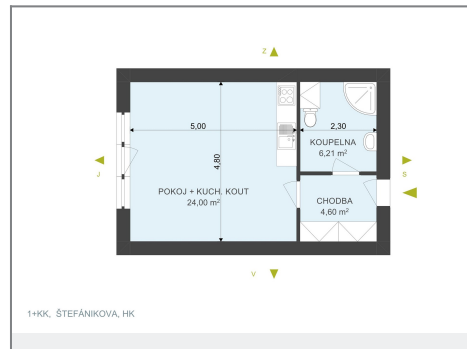 Z
5,00
2,30
KOUPELNA
6,21 m²
4,80
J
S
POKOJ + KUCH. KOUT
24,00 m²
CHODBA
4,60 m²
V
1+KK, ŠTEFÁNIKOVA, HK